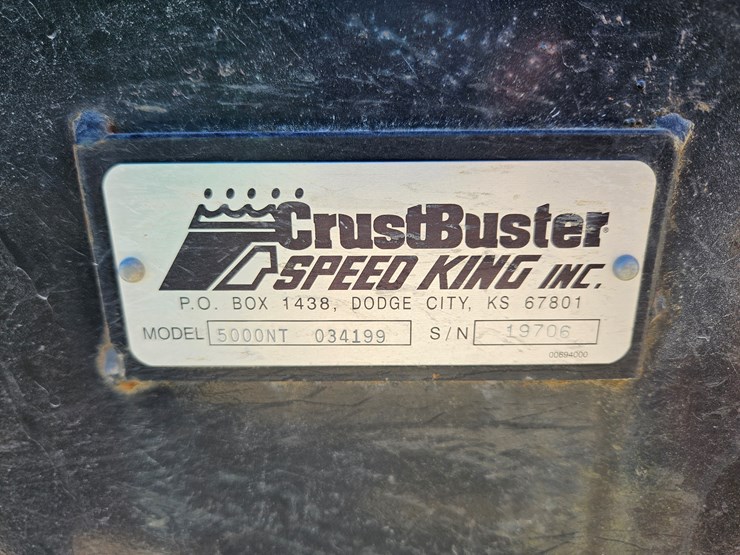 CrustBuster®
SPEED KING INC.
P.O. BOX 1438, DODGE CITY, KS 67801
MODEL 5000NT 034199 S/N 19706
00694000